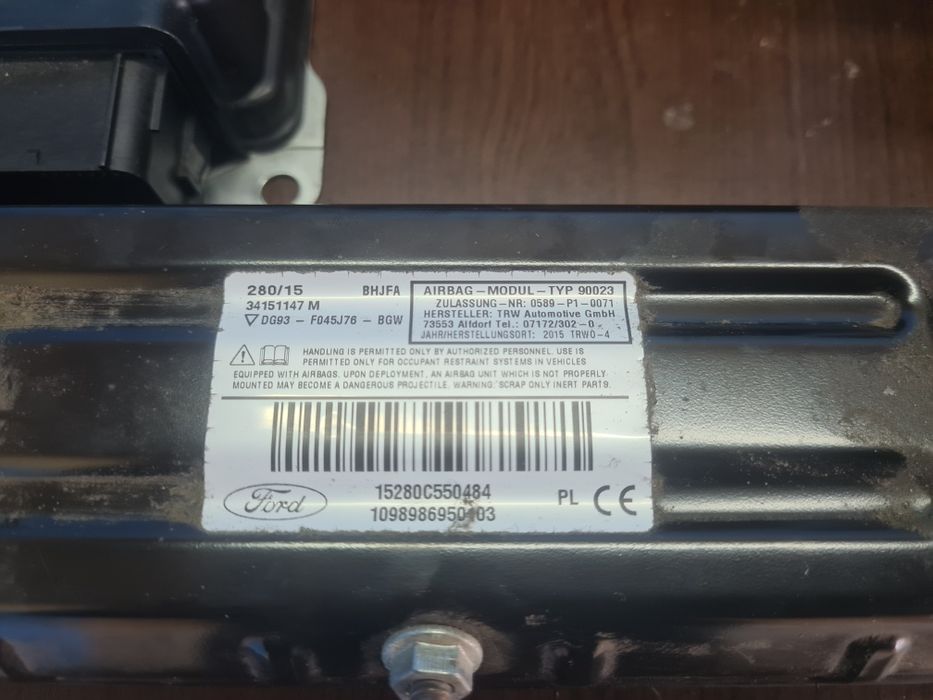 280/15 BHJFA
34151147 M
DG93 - F045J76 - BGW
AIRBAG-MODUL-TYP 90023
ZULASSUNG-NR: 0589-P1-0071
HERSTELLER: TRW Automotive GmbH
73553 Alfdorf Tel.: 07172/302-0
JAHR/HERSTELLUNGSORT: 2015 TRWO-4
HANDLING IS PERMITTED ONLY BY AUTHORIZED PERSONNEL. USE IS
PERMITTED ONLY FOR OCCUPANT RESTRAINT SYSTEMS IN VEHICLES
EQUIPPED WITH AIRBAGS. UPON DEPLOYMENT, AN AIRBAG UNIT WHICH IS NOT PROPERLY
MOUNTED MAY BECOME A DANGEROUS PROJECTILE. WARNING: SCRAP ONLY INERT PARTS.
Ford
15280C550484
1098986950103
PL CE